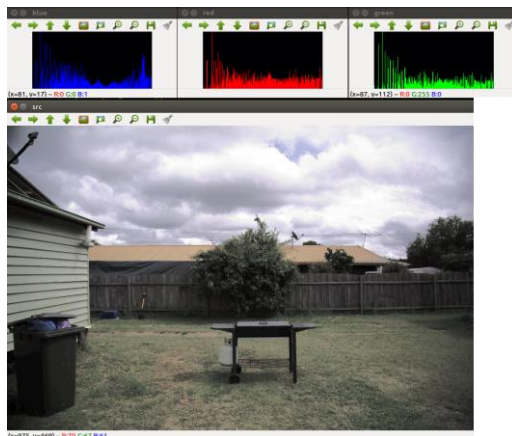 blue
red
green
(x=81, y=17) ~ R:0 G:0 B:1
(x=87, y=112) ~ R:0 G:255 B:0
src